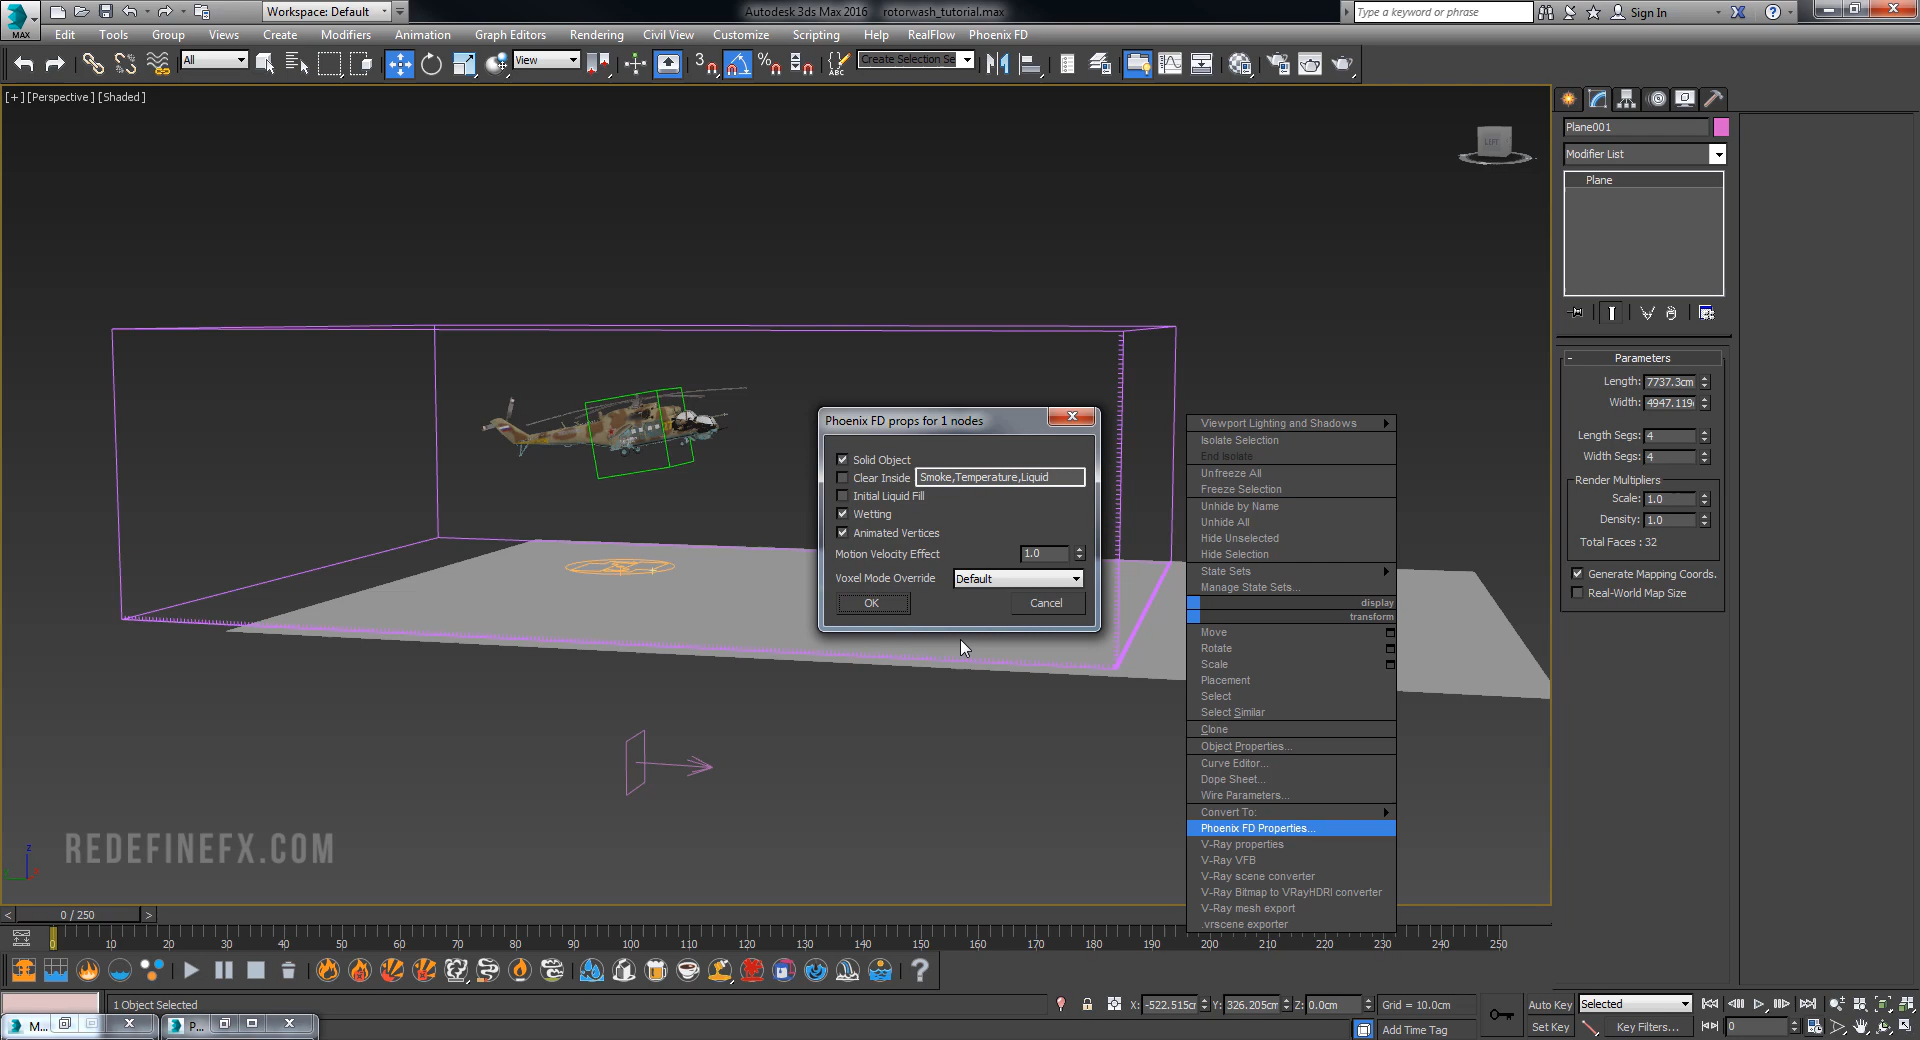 Workspace: Default
Autodesk 3ds Max 2016 rotorwash_tutorial.max
Type a keyword or phrase
Sign In
MAX
Edit Tools Group Views Create Modifiers Animation Graph Editors Rendering Civil View Customize Scripting Help RealFlow Phoenix FD
All
View
3
%
ABC
Create Selection Se
[+] [Perspective] [Shaded]
LEFT
Plane001
Modifier List
Plane
Parameters
Length: 7737.3cm
Width: 4947.119
Length Segs: 4
Width Segs: 4
Render Multipliers
Scale: 1.0
Density: 1.0
Total Faces : 32
Generate Mapping Coords.
Real-World Map Size
Phoenix FD props for 1 nodes
Solid Object
Clear Inside Smoke,Temperature,Liquid
Initial Liquid Fill
Wetting
Animated Vertices
Motion Velocity Effect 1.0
Voxel Mode Override Default
OK Cancel
Viewport Lighting and Shadows
Isolate Selection
End Isolate
Unfreeze All
Freeze Selection
Unhide by Name
Unhide All
Hide Unselected
Hide Selection
State Sets
Manage State Sets...
display
transform
Move
Rotate
Scale
Placement
Select
Select Similar
Clone
Object Properties...
Curve Editor...
Dope Sheet...
Wire Parameters...
Convert To:
Phoenix FD Properties...
V-Ray properties
V-Ray VFB
V-Ray scene converter
V-Ray Bitmap to VRayHDRI converter
V-Ray mesh export
.vrscene exporter
REDEFINEFX.COM
z
< 0 / 250 >
0 10 20 30 40 50 60 70 80 90 100 110 120 130 140 150 160 170 180 190 200 210 220 230 240 250
?
1 Object Selected
X: -522.515cm Y: 326.205cm Z: 0.0cm Grid = 10.0cm
Auto Key Selected
M... P...
Add Time Tag
Set Key Key Filters... 0